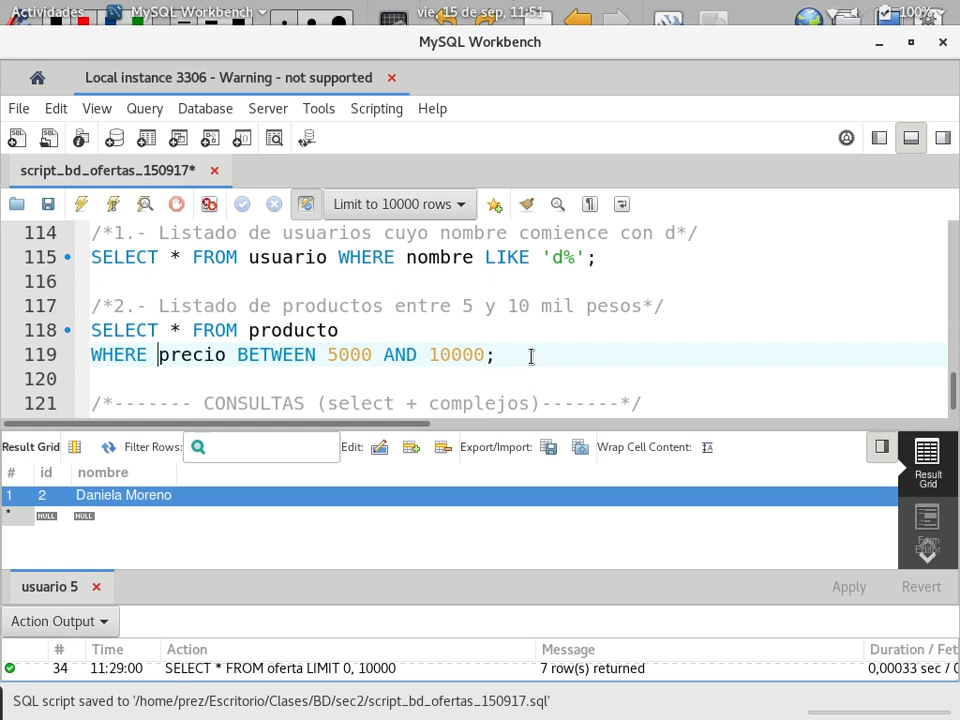 Actividades MySQL Workbench vie, 15 de sep, 11:51 100%
MySQL Workbench
Local instance 3306 - Warning - not supported
File Edit View Query Database Server Tools Scripting Help
script_bd_ofertas_150917*
Limit to 10000 rows
114 /*1.- Listado de usuarios cuyo nombre comience con d*/
115 SELECT * FROM usuario WHERE nombre LIKE 'd%';
116
117 /*2.- Listado de productos entre 5 y 10 mil pesos*/
118 SELECT * FROM producto
119 WHERE precio BETWEEN 5000 AND 10000;
120
121 /*------- CONSULTAS (select + complejos)-------*/
Result Grid Filter Rows: Edit: Export/Import: Wrap Cell Content:
# id nombre
1 2 Daniela Moreno
* NULL NULL
Result
Grid
Form
Editor
usuario 5 Apply Revert
Action Output
# Time Action Message Duration / Fet
34 11:29:00 SELECT * FROM oferta LIMIT 0, 10000 7 row(s) returned 0,00033 sec / 0
SQL script saved to '/home/prez/Escritorio/Clases/BD/sec2/script_bd_ofertas_150917.sql'